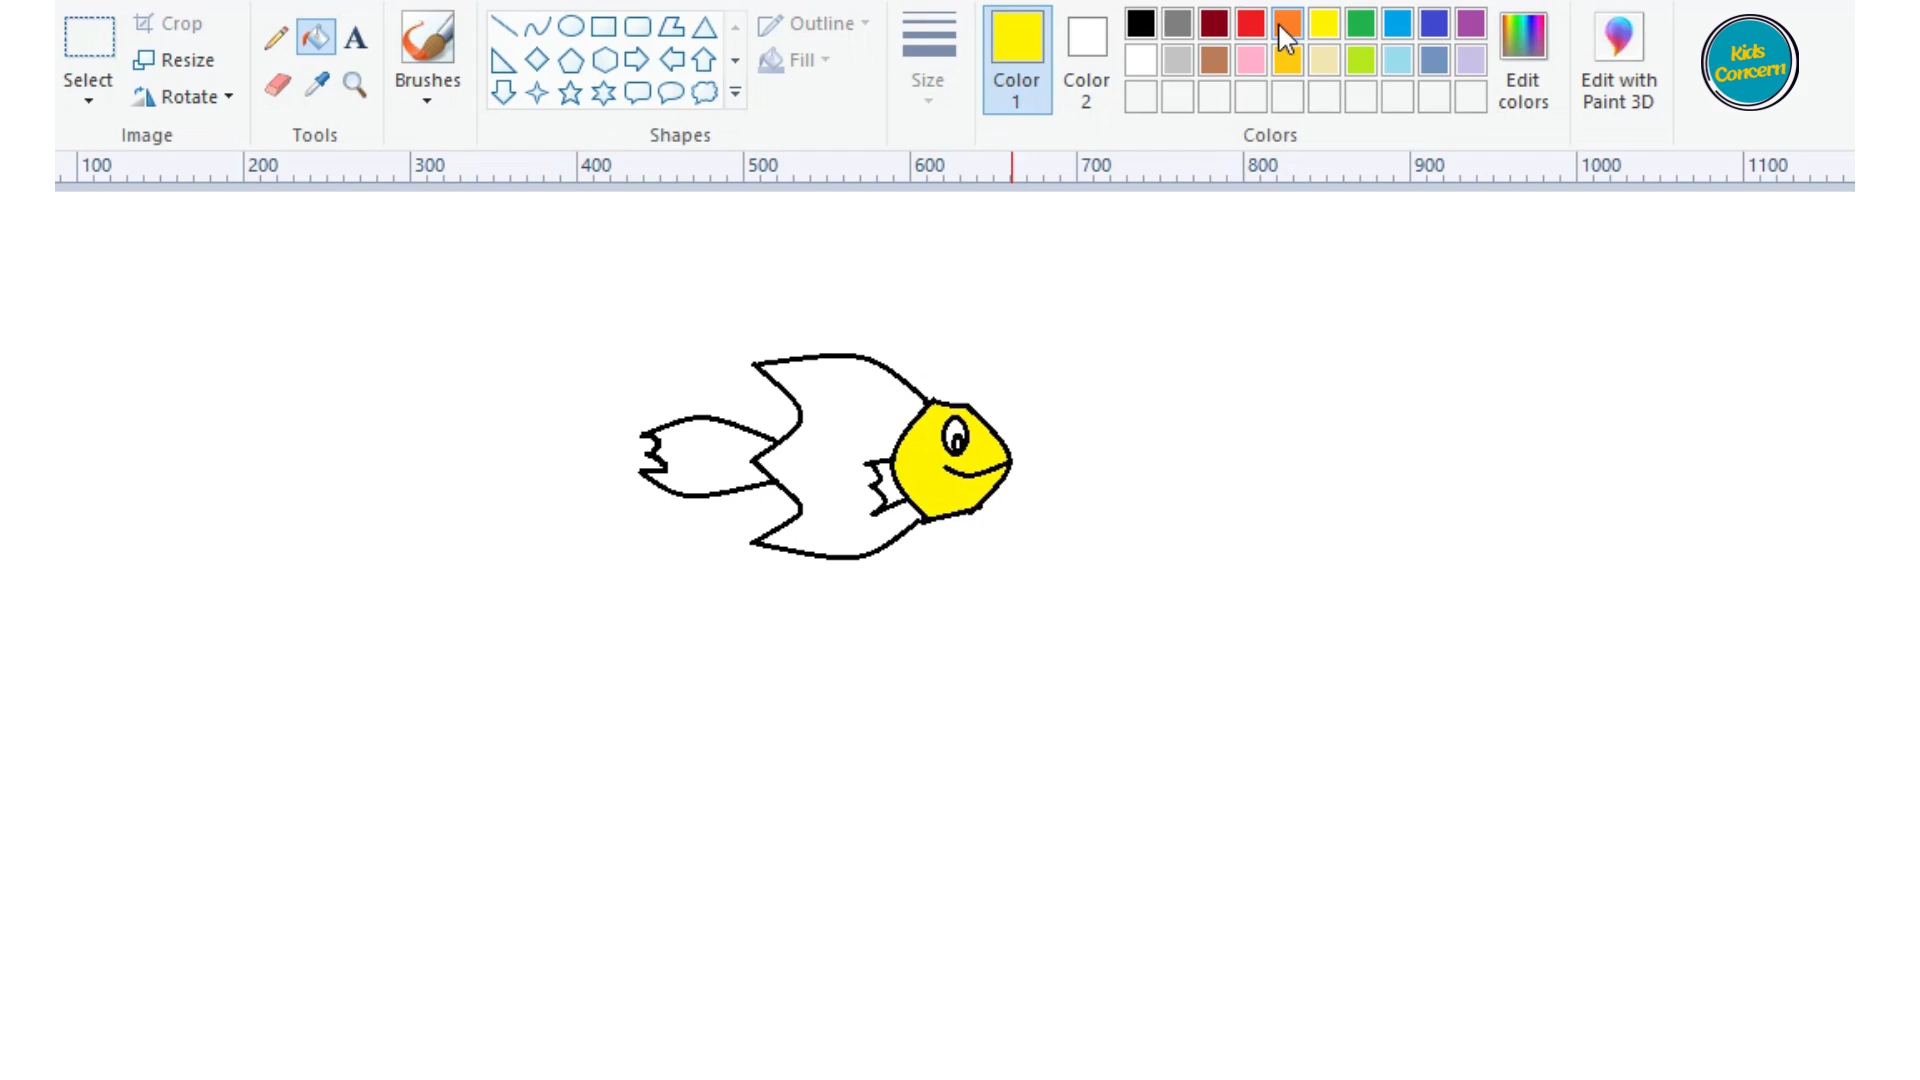 Crop
Resize
Rotate
Select
Image
A
Tools
Brushes
Shapes
Outline
Fill
Size
Color
1
Color
2
Colors
Edit
colors
Edit with
Paint 3D
Kids
Concern
100 200 300 400 500 600 700 800 900 1000 1100